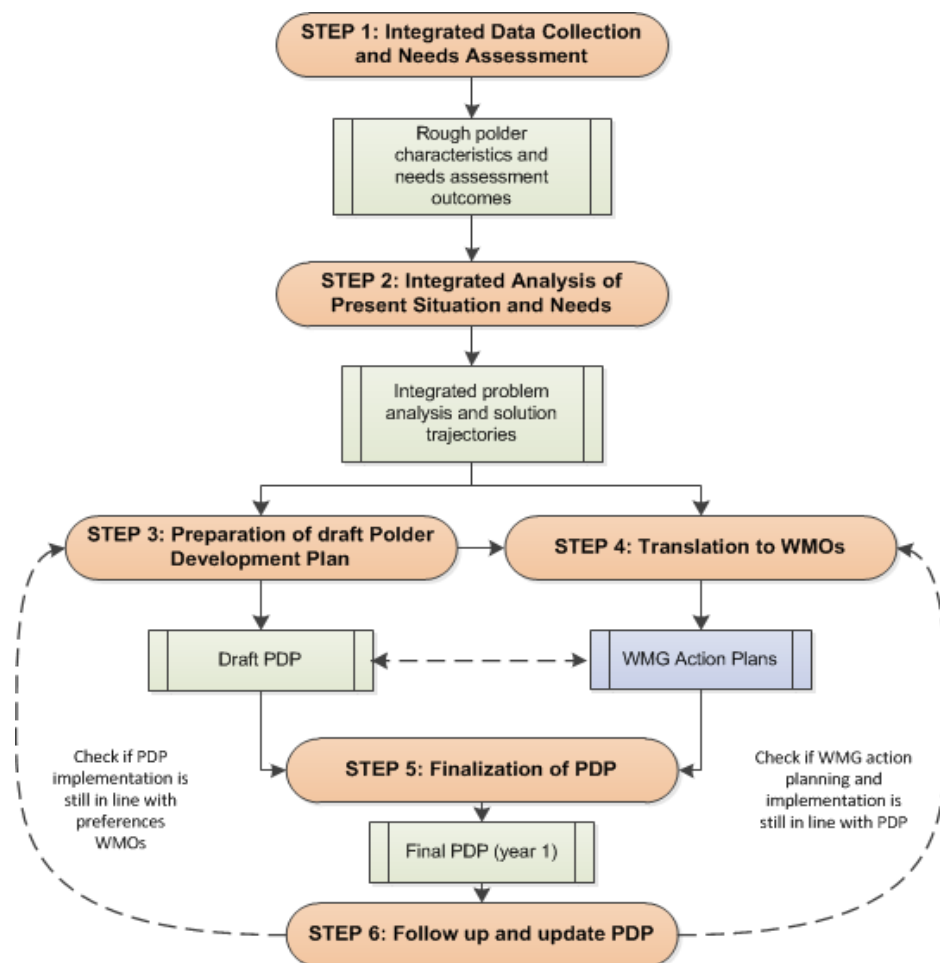 STEP 1: Integrated Data Collection
and Needs Assessment
Rough polder
characteristics and
needs assessment
outcomes
STEP 2: Integrated Analysis of
Present Situation and Needs
Integrated problem
analysis and solution
trajectories
STEP 3: Preparation of draft Polder
Development Plan
STEP 4: Translation to WMOs
Draft PDP
WMG Action Plans
Check if PDP
implementation is
still in line with
preferences
WMOs
STEP 5: Finalization of PDP
Check if WMG action
planning and
implementation is
still in line with PDP
Final PDP (year 1)
STEP 6: Follow up and update PDP